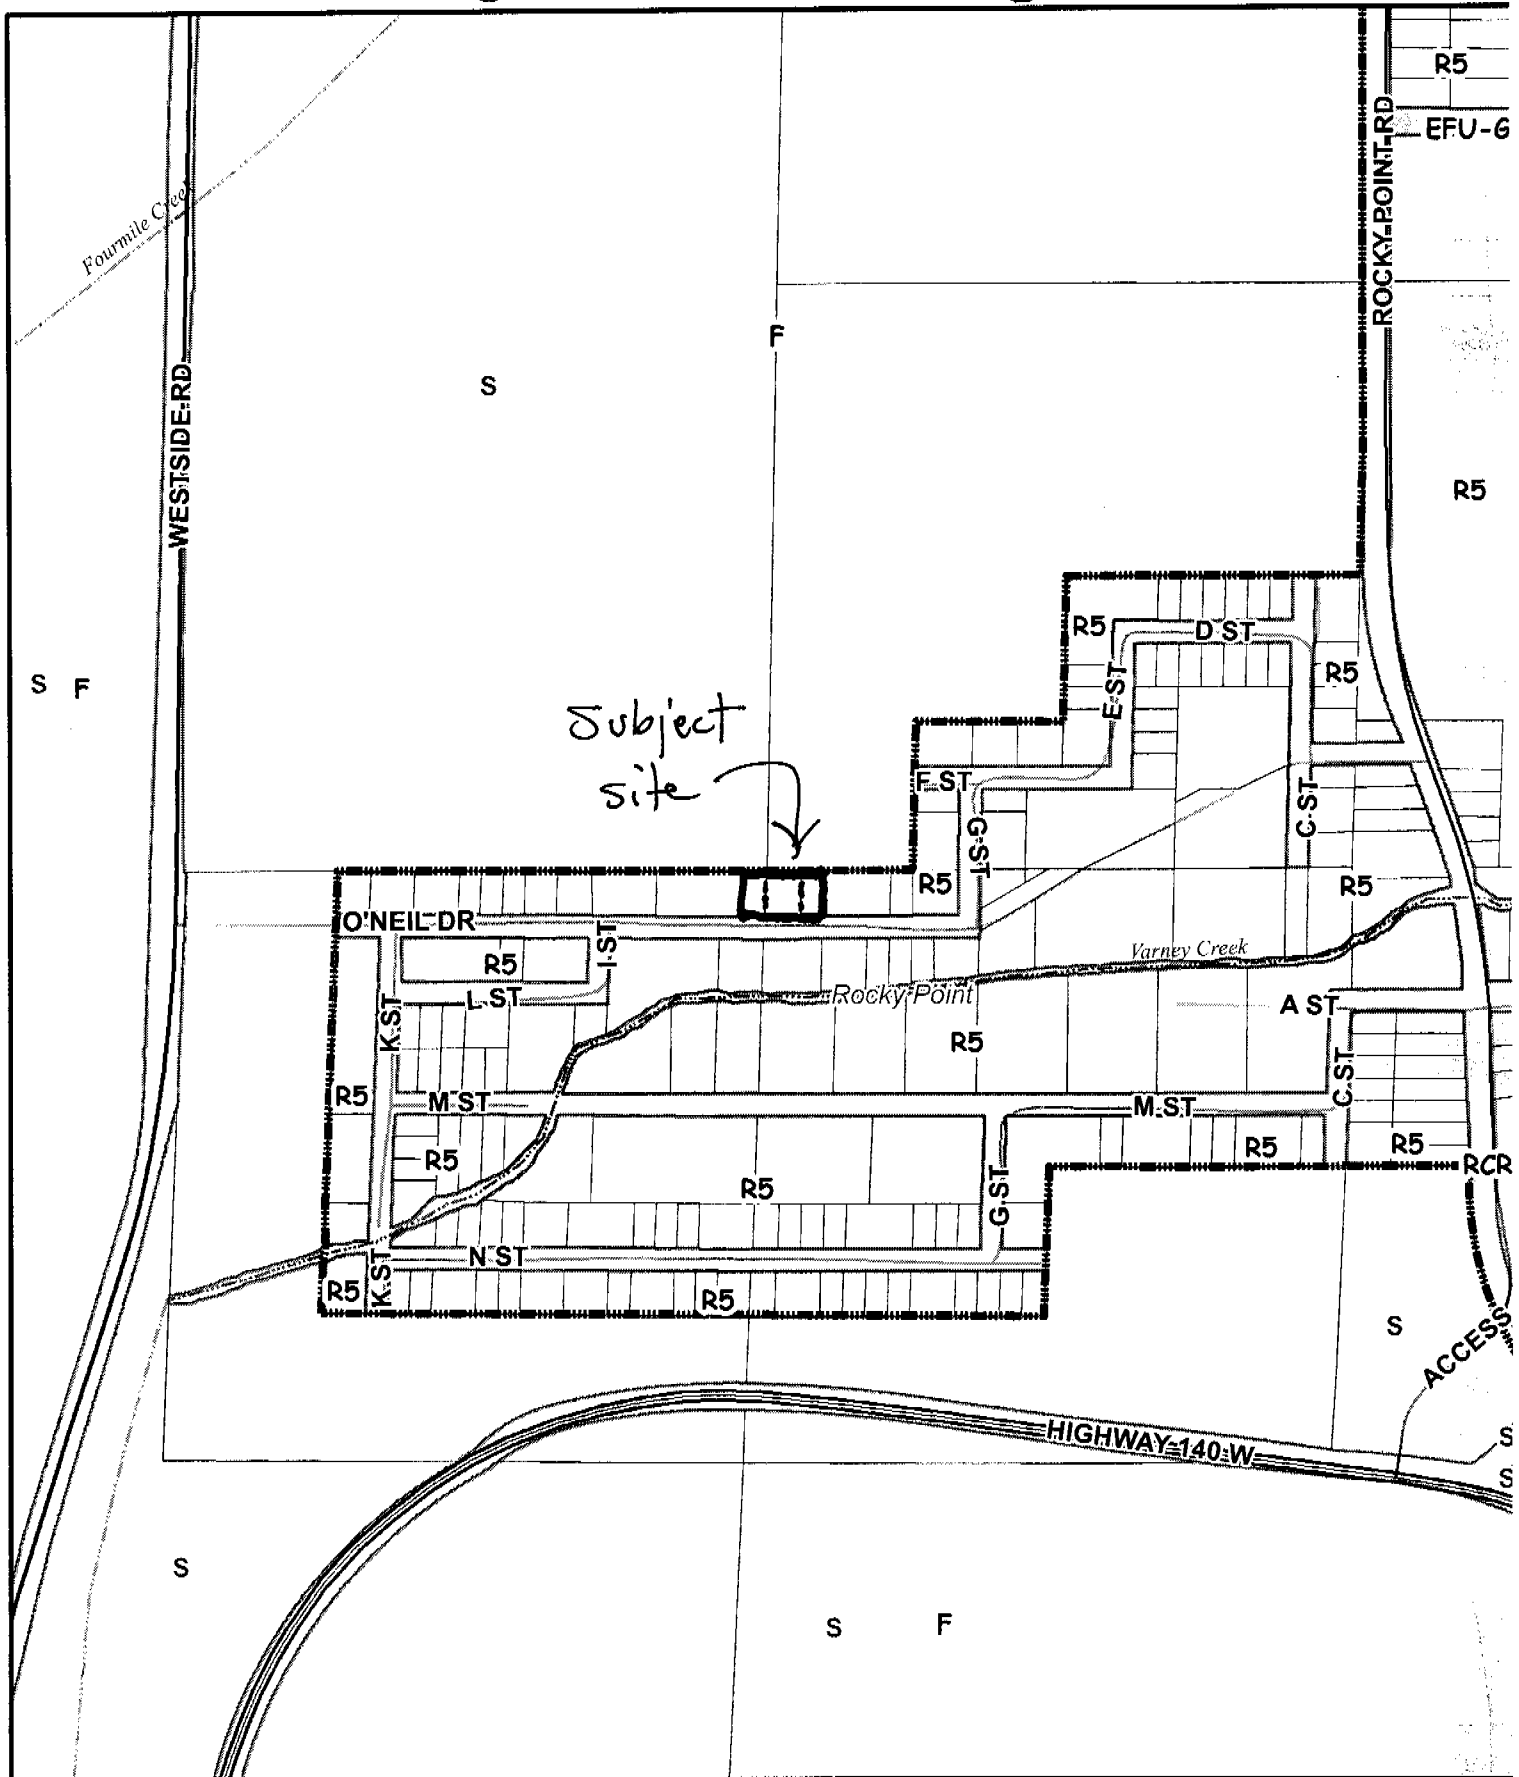 R5
EFU-G
ROCKY POINT RD
Fourmile Creek
F
S
WESTSIDE RD
R5
R5
D ST
S F
R5
E ST
Subject
site
F ST
C ST
G ST
R5
R5
O'NEIL DR
I ST
Varney Creek
R5
L ST
Rocky Point
A ST
K ST
R5
C ST
R5
M ST
M ST
R5
R5
R5
RCR
R5
G ST
N ST
K ST
R5
R5
S
ACCESS
HIGHWAY 140 W
S
S
S
S F